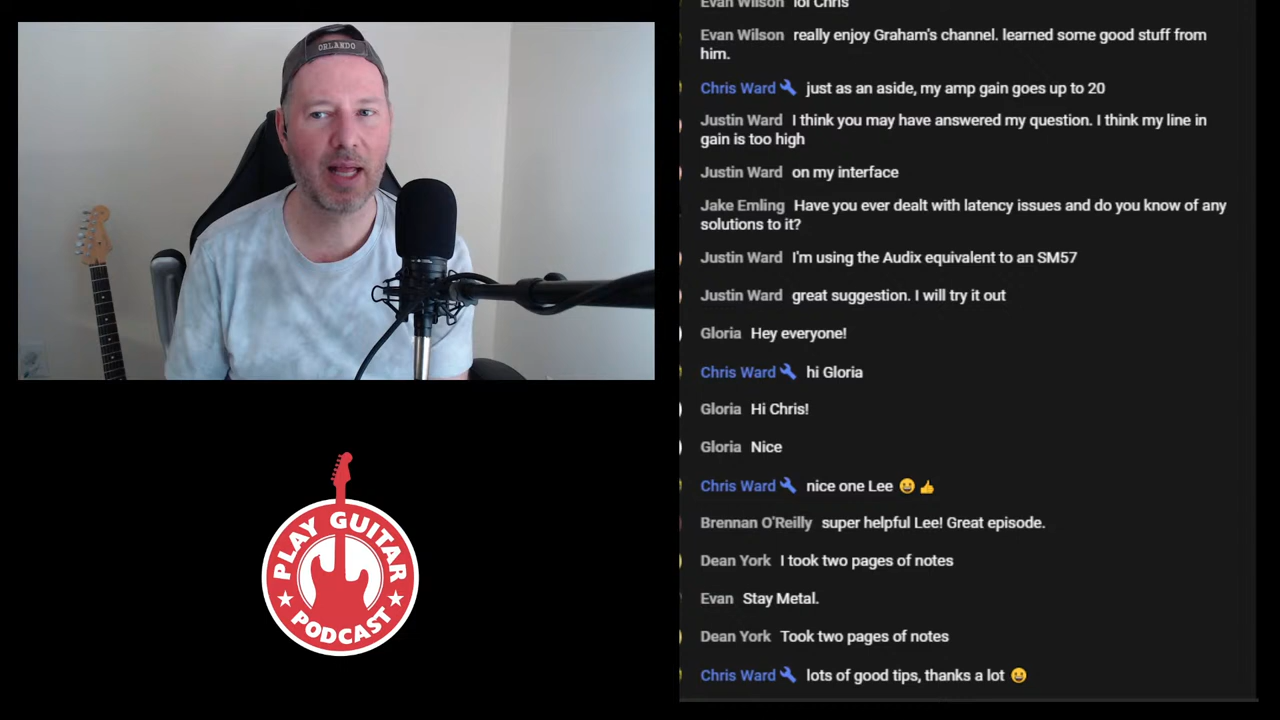 ORLANDO
PLAY GUITAR
PODCAST
Evan Wilson lol Chris
Evan Wilson really enjoy Graham's channel. learned some good stuff from
him.
Chris Ward just as an aside, my amp gain goes up to 20
Justin Ward I think you may have answered my question. I think my line in
gain is too high
Justin Ward on my interface
Jake Emling Have you ever dealt with latency issues and do you know of any
solutions to it?
Justin Ward I'm using the Audix equivalent to an SM57
Justin Ward great suggestion. I will try it out
Gloria Hey everyone!
Chris Ward hi Gloria
Gloria Hi Chris!
Gloria Nice
Chris Ward nice one Lee 😆👍
Brennan O'Reilly super helpful Lee! Great episode.
Dean York I took two pages of notes
Evan Stay Metal.
Dean York Took two pages of notes
Chris Ward lots of good tips, thanks a lot 😆